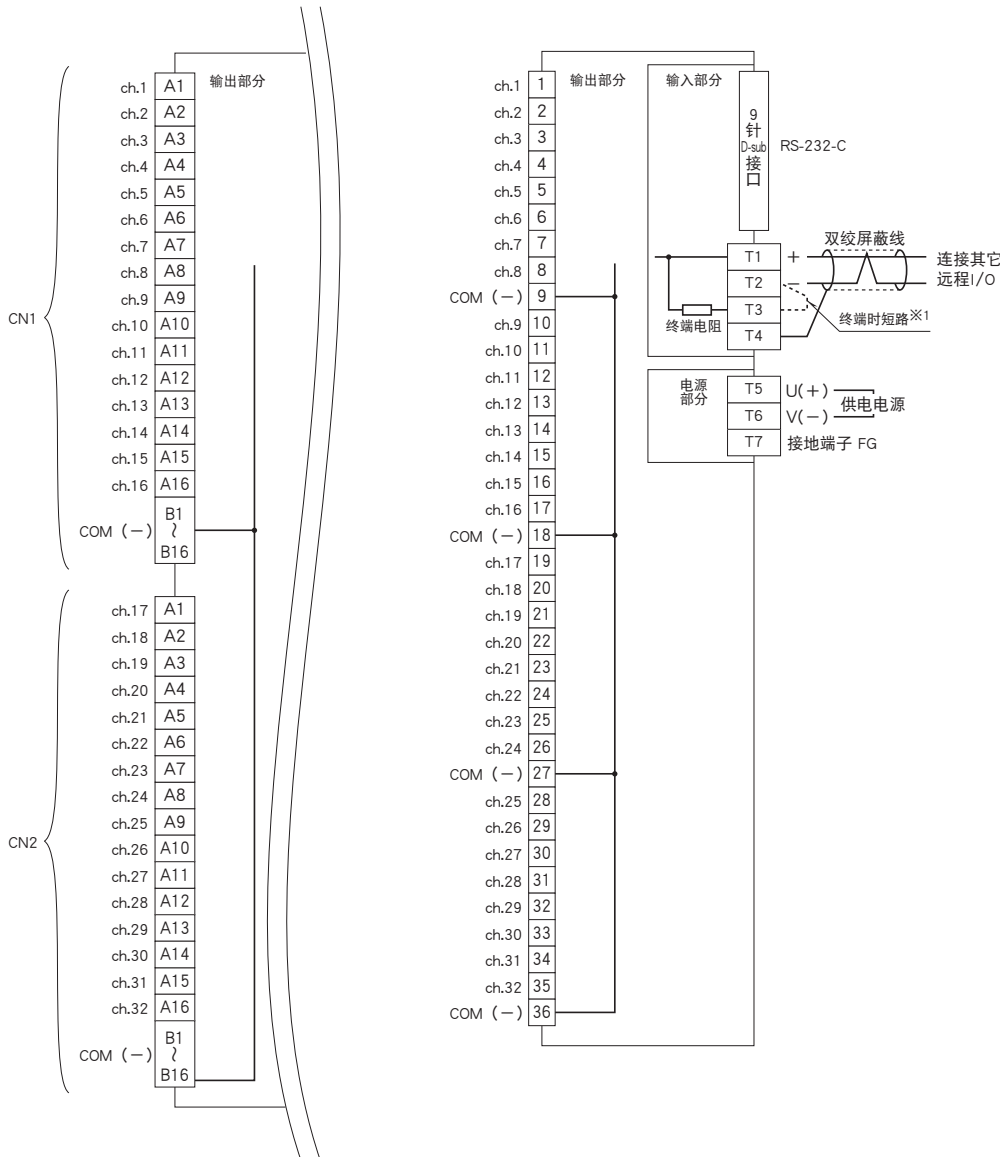 输出部分
CN1
ch.1 A1
ch.2 A2
ch.3 A3
ch.4 A4
ch.5 A5
ch.6 A6
ch.7 A7
ch.8 A8
ch.9 A9
ch.10 A10
ch.11 A11
ch.12 A12
ch.13 A13
ch.14 A14
ch.15 A15
ch.16 A16
COM (－) B1
~
B16
CN2
ch.17 A1
ch.18 A2
ch.19 A3
ch.20 A4
ch.21 A5
ch.22 A6
ch.23 A7
ch.24 A8
ch.25 A9
ch.26 A10
ch.27 A11
ch.28 A12
ch.29 A13
ch.30 A14
ch.31 A15
ch.32 A16
COM (－) B1
~
B16
输出部分
ch.1 1
ch.2 2
ch.3 3
ch.4 4
ch.5 5
ch.6 6
ch.7 7
ch.8 8
COM (－) 9
ch.9 10
ch.10 11
ch.11 12
ch.12 13
ch.13 14
ch.14 15
ch.15 16
ch.16 17
COM (－) 18
ch.17 19
ch.18 20
ch.19 21
ch.20 22
ch.21 23
ch.22 24
ch.23 25
ch.24 26
COM (－) 27
ch.25 28
ch.26 29
ch.27 30
ch.28 31
ch.29 32
ch.30 33
ch.31 34
ch.32 35
COM (－) 36
输入部分
9
针
D-sub
接
口
RS-232-C
双绞屏蔽线
T1 +
T2 －
T3
T4
连接其它
远程I/O
终端电阻
终端时短路※1
电源
部分
T5 U(+)
T6 V(－)
供电电源
T7 接地端子 FG